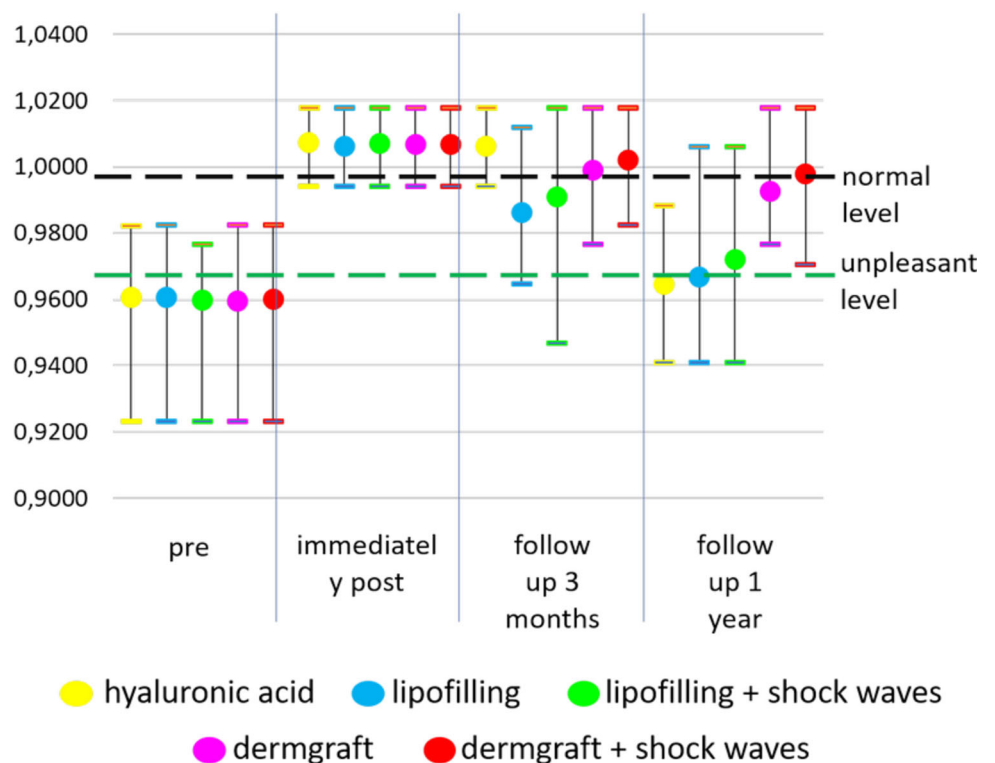 1,0400
1,0200
1,0000
0,9800
0,9600
0,9400
0,9200
0,9000
normal
level
unpleasant
level
pre
immediatel
y post
follow
up 3
months
follow
up 1
year
hyaluronic acid
lipofilling
lipofilling + shock waves
dermgraft
dermgraft + shock waves